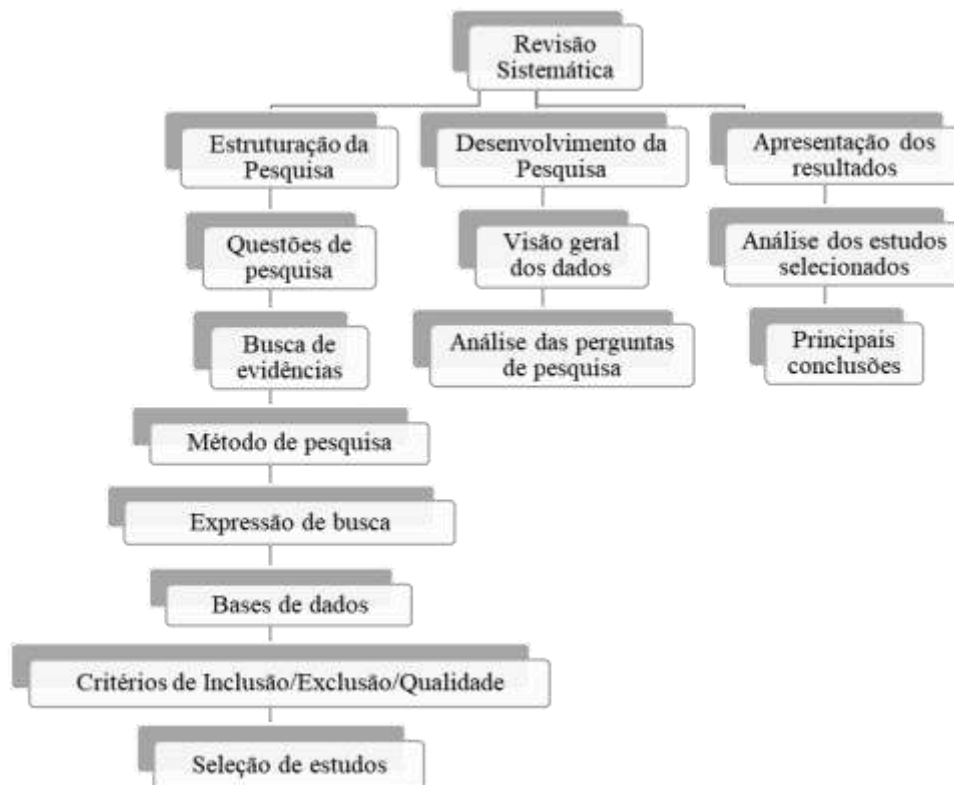 Revisão
Sistemática
Estruturação da
Pesquisa
Desenvolvimento da
Pesquisa
Apresentação dos
resultados
Questões de
pesquisa
Visão geral
dos dados
Análise dos estudos
selecionados
Busca de
evidências
Análise das perguntas
de pesquisa
Principais
conclusões
Método de pesquisa
Expressão de busca
Bases de dados
Critérios de Inclusão/Exclusão/Qualidade
Seleção de estudos